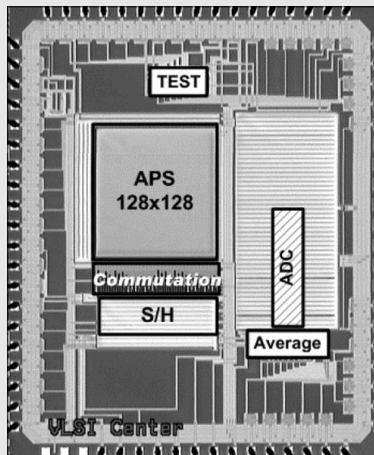 TEST
APS
128x128
Commutation
S/H
ADC
Average
VLSI Center